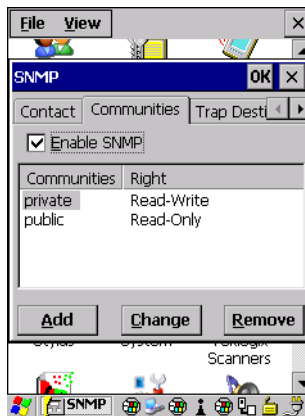 File View
SNMP OK
Contact Communities Trap Desti
Enable SNMP
Communities Right
private Read-Write
public Read-Only
Add Change Remove
Scanners
SNMP